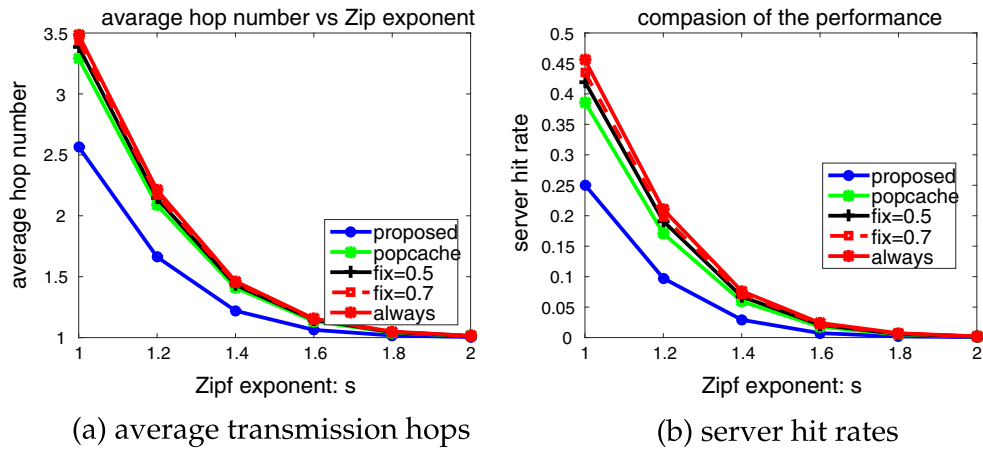 avarage hop number vs Zip exponent
3.5
3
2.5
2
1.5
1
average hop number
proposed
popcache
fix=0.5
fix=0.7
always
1 1.2 1.4 1.6 1.8 2
Zipf exponent: s
(a) average transmission hops
compasion of the performance
0.5
0.45
0.4
0.35
0.3
0.25
0.2
0.15
0.1
0.05
0
server hit rate
proposed
popcache
fix=0.5
fix=0.7
always
1 1.2 1.4 1.6 1.8 2
Zipf exponent: s
(b) server hit rates